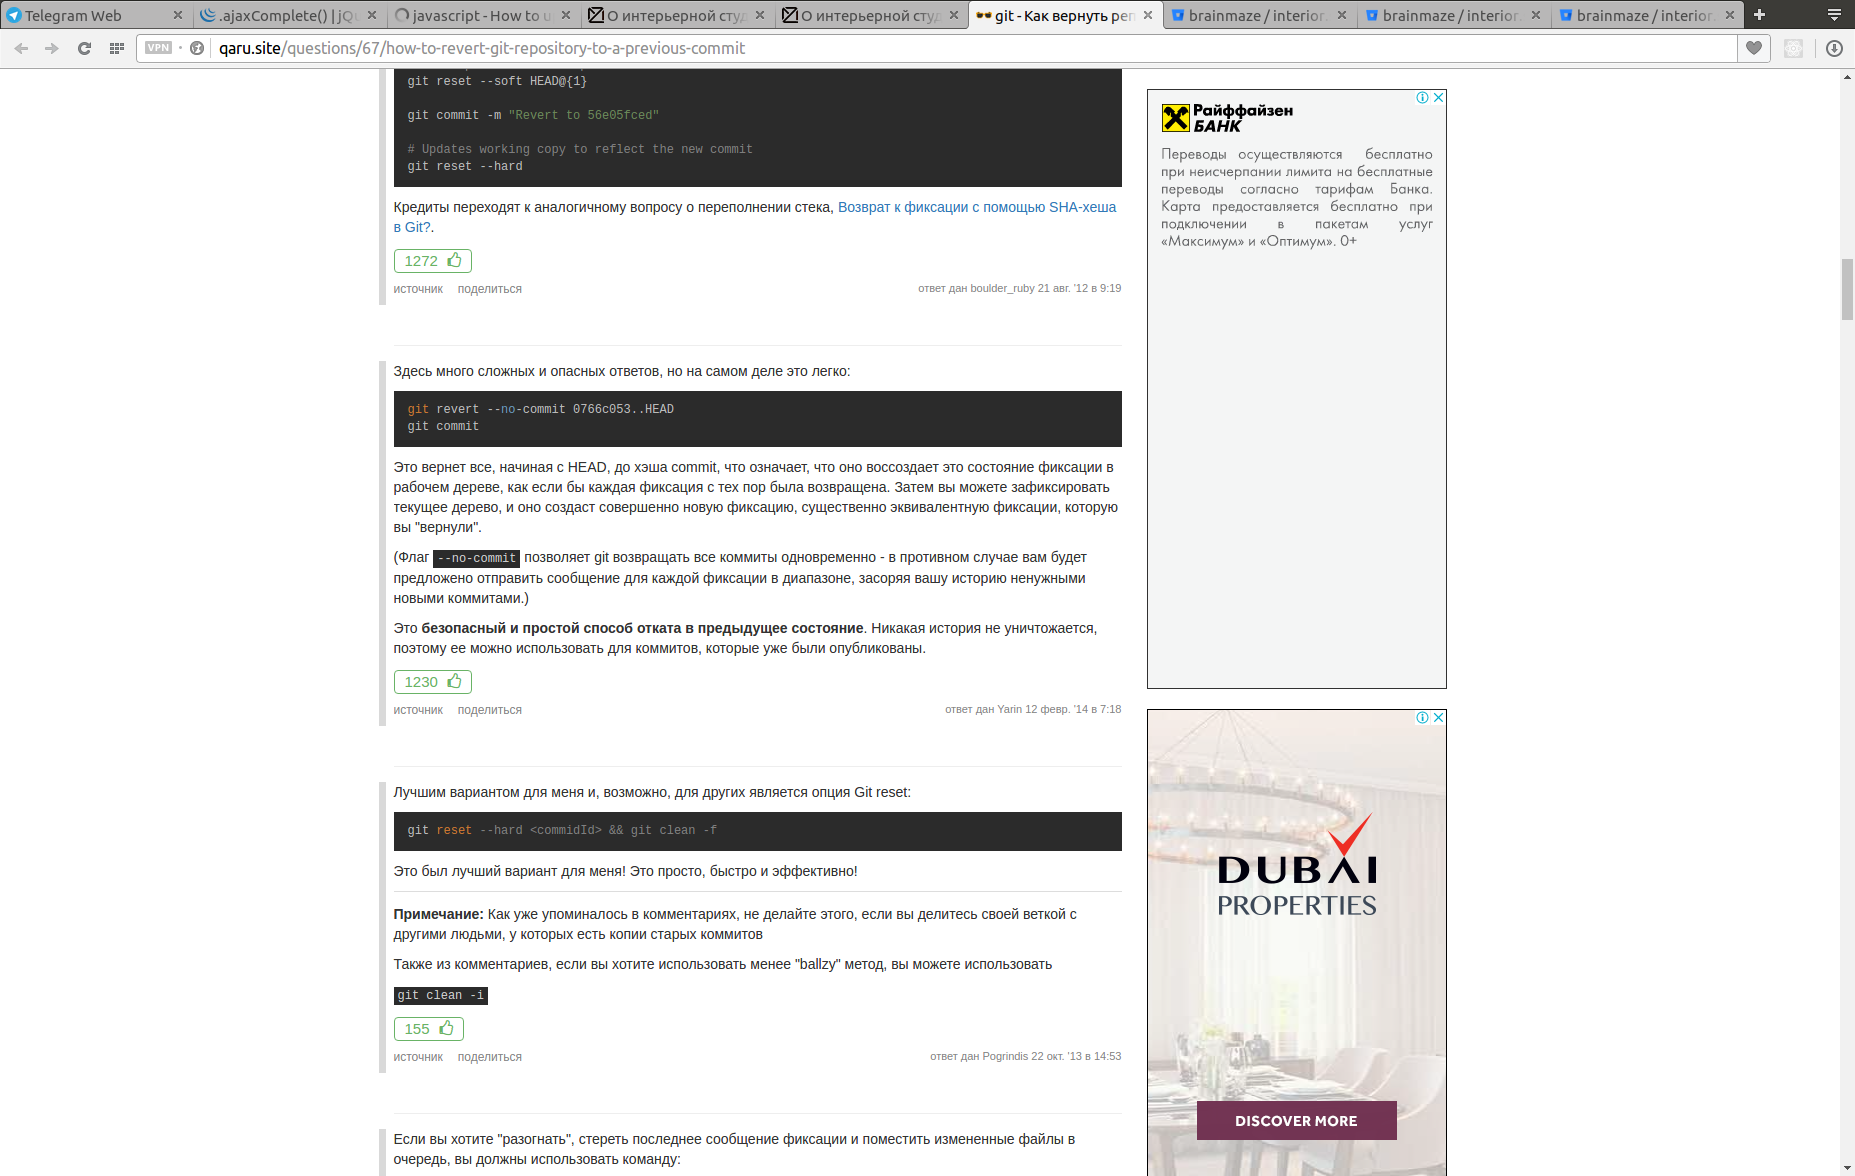 Telegram Web
.ajaxComplete() | jQu
javascript - How to u
О интерьерной студ
О интерьерной студ
git - Как вернуть реп
brainmaze / interior.
brainmaze / interior.
brainmaze / interior.
VPN
qaru.site/questions/67/how-to-revert-git-repository-to-a-previous-commit
git reset --soft HEAD@{1}
git commit -m "Revert to 56e05fced"
# Updates working copy to reflect the new commit
git reset --hard
Кредиты переходят к аналогичному вопросу о переполнении стека, Возврат к фиксации с помощью SHA-хеша
в Git?.
1272
источник поделиться
ответ дан boulder_ruby 21 авг. '12 в 9:19
Здесь много сложных и опасных ответов, но на самом деле это легко:
git revert --no-commit 0766c053..HEAD
git commit
Это вернет все, начиная с HEAD, до хэша commit, что означает, что оно воссоздает это состояние фиксации в
рабочем дереве, как если бы каждая фиксация с тех пор была возвращена. Затем вы можете зафиксировать
текущее дерево, и оно создаст совершенно новую фиксацию, существенно эквивалентную фиксации, которую
вы "вернули".
(Флаг --no-commit позволяет git возвращать все коммиты одновременно - в противном случае вам будет
предложено отправить сообщение для каждой фиксации в диапазоне, засоряя вашу историю ненужными
новыми коммитами.)
Это безопасный и простой способ отката в предыдущее состояние. Никакая история не уничтожается,
поэтому ее можно использовать для коммитов, которые уже были опубликованы.
1230
источник поделиться
ответ дан Yarin 12 февр. '14 в 7:18
Лучшим вариантом для меня и, возможно, для других является опция Git reset:
git reset --hard <commidId> && git clean -f
Это был лучший вариант для меня! Это просто, быстро и эффективно!
Примечание: Как уже упоминалось в комментариях, не делайте этого, если вы делитесь своей веткой с
другими людьми, у которых есть копии старых коммитов
Также из комментариев, если вы хотите использовать менее "ballzy" метод, вы можете использовать
git clean -i
155
источник поделиться
ответ дан Pogrindis 22 окт. '13 в 14:53
Если вы хотите "разогнать", стереть последнее сообщение фиксации и поместить измененные файлы в
очередь, вы должны использовать команду:
Райффайзен
БАНК
Переводы осуществляются бесплатно
при неисчерпании лимита на бесплатные
переводы согласно тарифам Банка.
Карта предоставляется бесплатно при
подключении в пакетам услуг
«Максимум» и «Оптимум». 0+
DUBAI
PROPERTIES
DISCOVER MORE